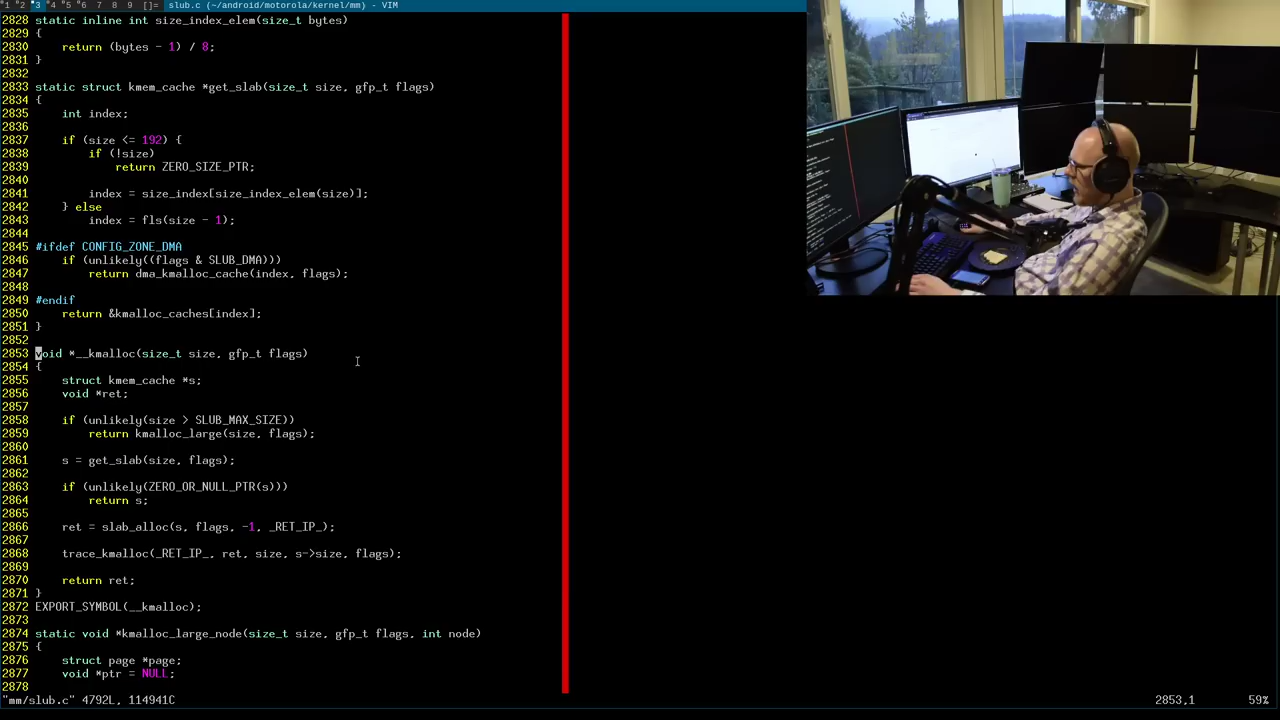 1 2 3 4 5 6 7 8 9 []= slub.c (~/android/motorola/kernel/mm) - VIM
2828 static inline int size_index_elem(size_t bytes)
2829 {
2830     return (bytes - 1) / 8;
2831 }
2832
2833 static struct kmem_cache *get_slab(size_t size, gfp_t flags)
2834 {
2835     int index;
2836
2837     if (size <= 192) {
2838         if (!size)
2839             return ZERO_SIZE_PTR;
2840
2841         index = size_index[size_index_elem(size)];
2842     } else
2843         index = fls(size - 1);
2844
2845 #ifdef CONFIG_ZONE_DMA
2846     if (unlikely((flags & SLUB_DMA)))
2847         return dma_kmalloc_cache(index, flags);
2848
2849 #endif
2850     return &kmalloc_caches[index];
2851 }
2852
2853 void *__kmalloc(size_t size, gfp_t flags)
2854 {
2855     struct kmem_cache *s;
2856     void *ret;
2857
2858     if (unlikely(size > SLUB_MAX_SIZE))
2859         return kmalloc_large(size, flags);
2860
2861     s = get_slab(size, flags);
2862
2863     if (unlikely(ZERO_OR_NULL_PTR(s)))
2864         return s;
2865
2866     ret = slab_alloc(s, flags, -1, _RET_IP_);
2867
2868     trace_kmalloc(_RET_IP_, ret, size, s->size, flags);
2869
2870     return ret;
2871 }
2872 EXPORT_SYMBOL(__kmalloc);
2873
2874 static void *kmalloc_large_node(size_t size, gfp_t flags, int node)
2875 {
2876     struct page *page;
2877     void *ptr = NULL;
2878
"mm/slub.c" 4792L, 114941C 2853,1 59%